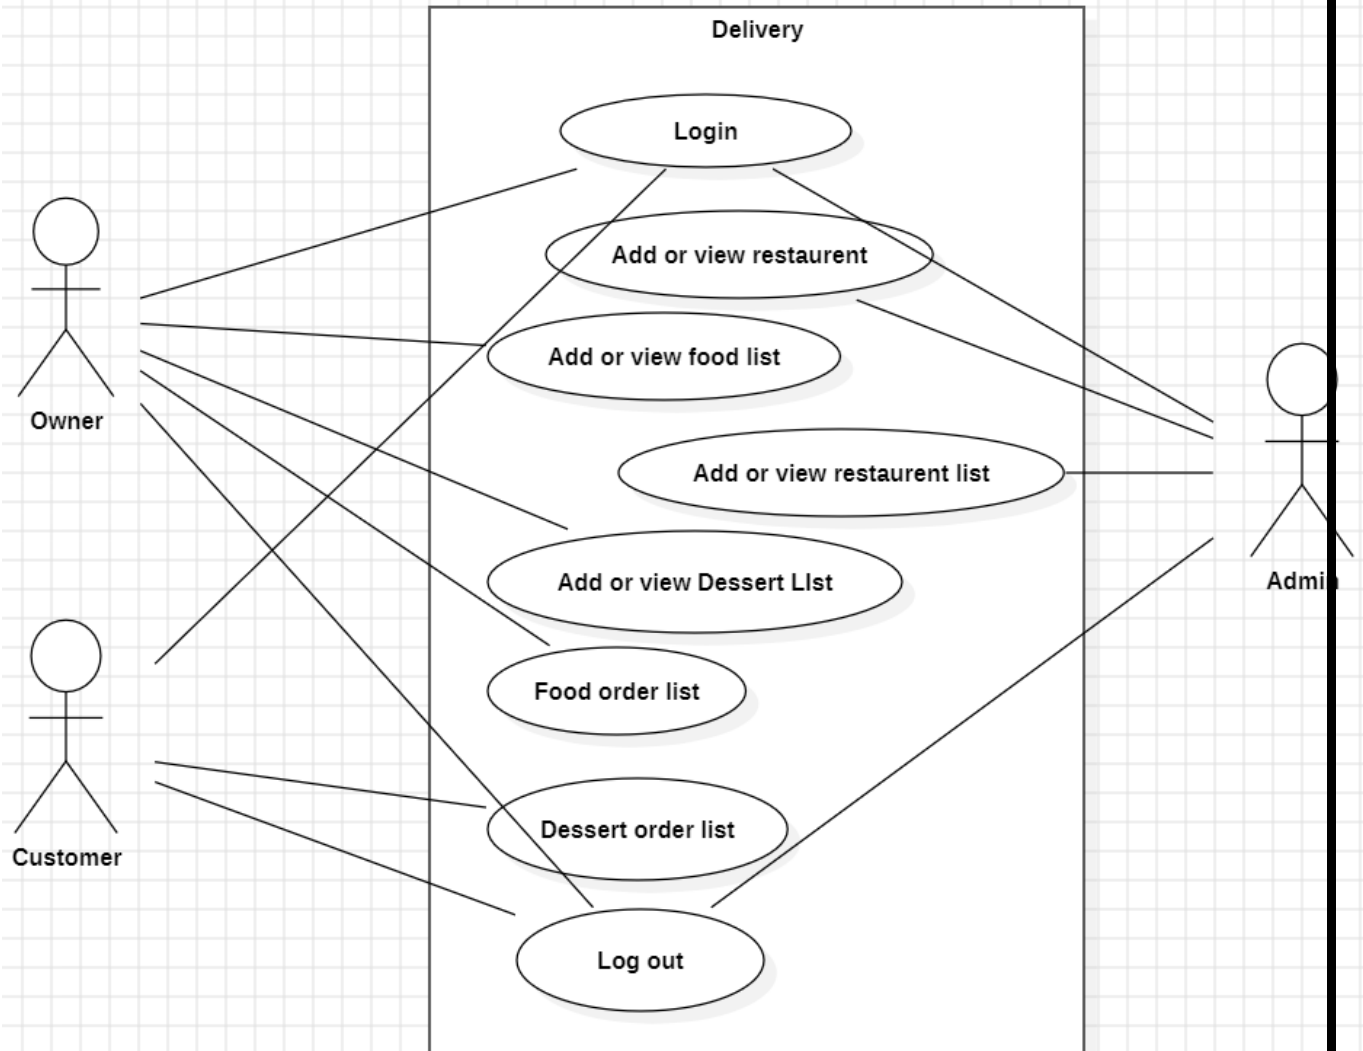 Delivery
Login
Add or view restaurent
Add or view food list
Owner
Add or view restaurent list
Add or view Dessert LIst
Admin
Food order list
Dessert order list
Customer
Log out